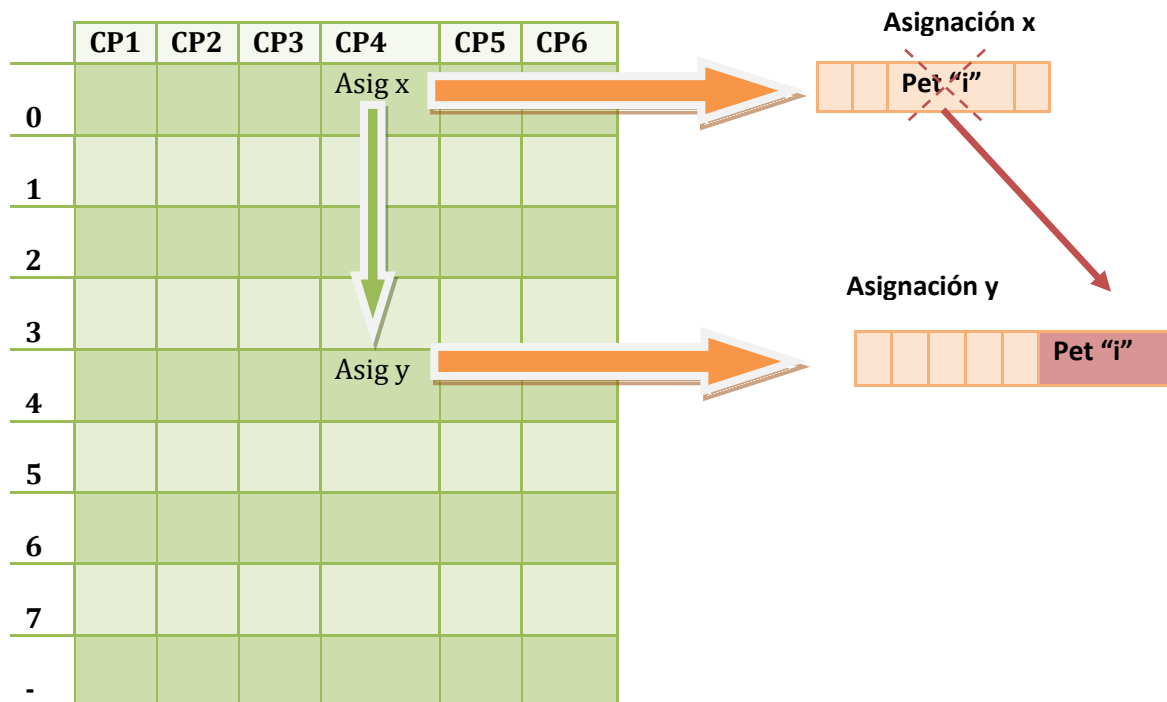 Asignación x
CP1 CP2 CP3 CP4 CP5 CP6
Asig x
Pet “i”
0
1
2
Asignación y
3
Pet “i”
Asig y
4
5
6
7
-